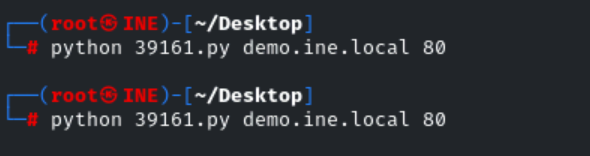 ┌──(root㉿INE)-[~/Desktop]
└─# python 39161.py demo.ine.local 80
┌──(root㉿INE)-[~/Desktop]
└─# python 39161.py demo.ine.local 80